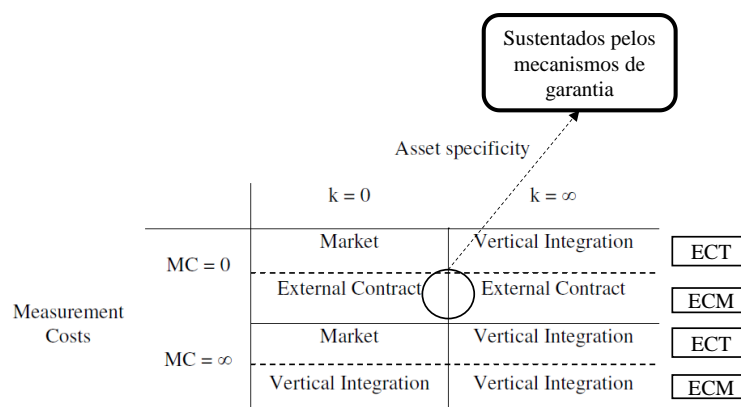 Sustentados pelos
mecanismos de
garantia
Asset specificity
k = 0 k = ∞
Market Vertical Integration ECT
MC = 0
External Contract External Contract ECM
Measurement
Costs
Market Vertical Integration ECT
MC = ∞
Vertical Integration Vertical Integration ECM